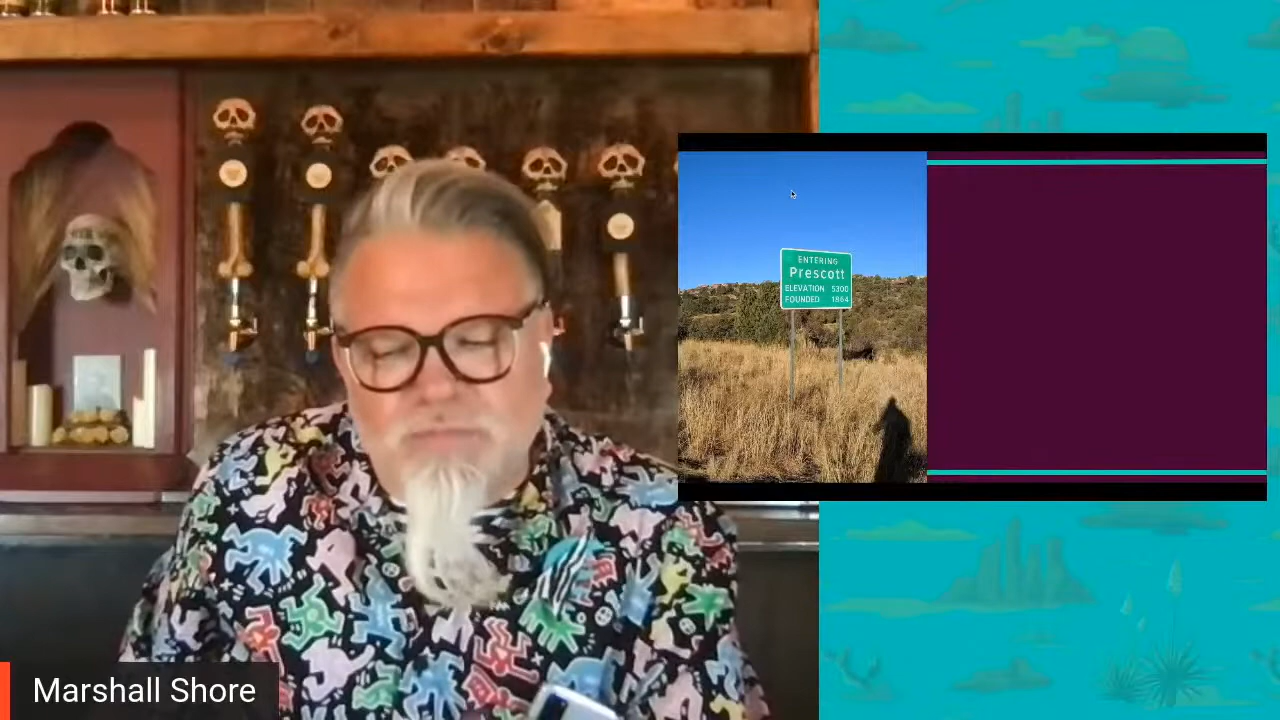 ENTERING
Prescott
ELEVATION 5300
FOUNDED 1864
Marshall Shore